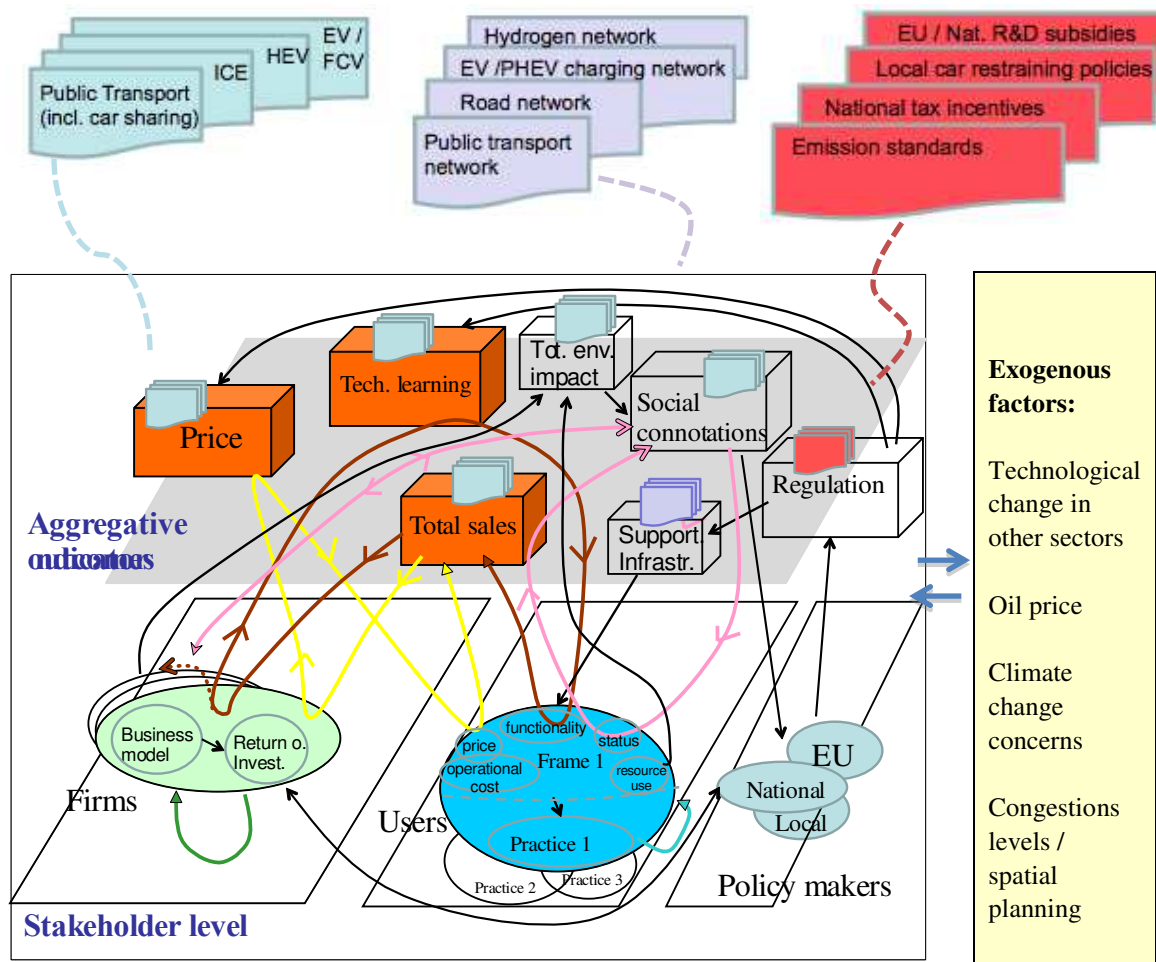 EV /
FCV
HEV
ICE
Public Transport
(incl. car sharing)
Hydrogen network
EV /PHEV charging network
Road network
Public transport
network
EU / Nat. R&D subsidies
Local car restraining policies
National tax incentives
Emission standards
Tot. env.
impact
Tech. learning
Social
connotations
Price
Regulation
Total sales
Support.
Infrastr.
Aggregative
Exogenous
factors:
Technological
change in
other sectors
Oil price
Climate
change
concerns
Congestions
levels /
spatial
planning
Business
model
Return o.
Invest.
Firms
functionality
price
status
Frame 1
operational
cost
resource
use
Users
Practice 1
Practice 2
Practice 3
EU
National
Local
Policy makers
Stakeholder level